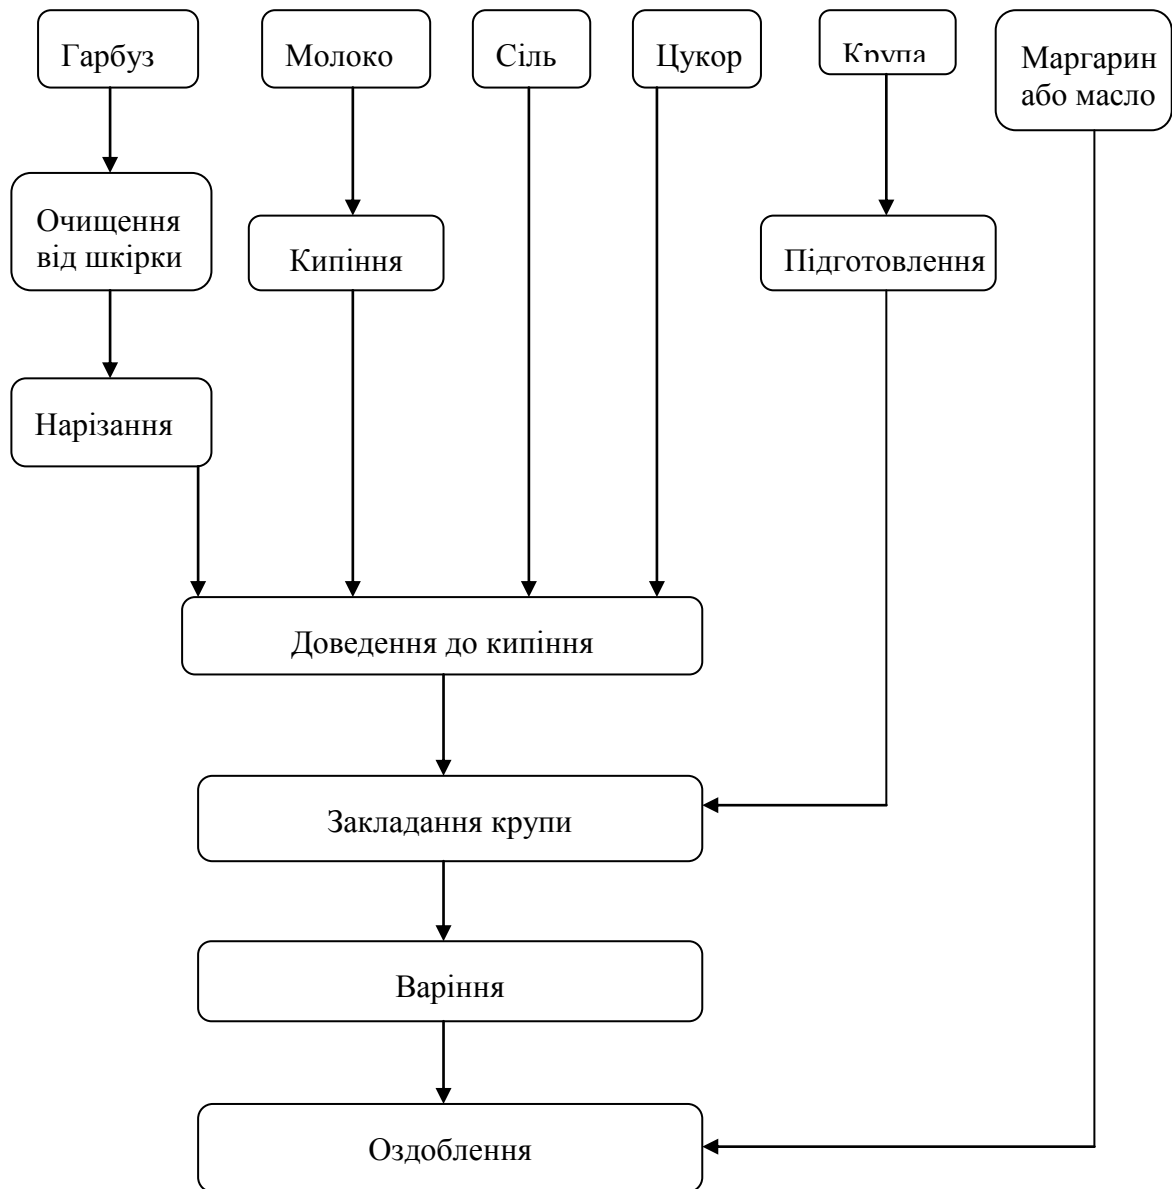 Гарбуз
Молоко
Сіль
Цукор
Крупа
Маргарин
або масло
Очищення
від шкірки
Кипіння
Підготовлення
Нарізання
Доведення до кипіння
Закладання крупи
Варіння
Оздоблення